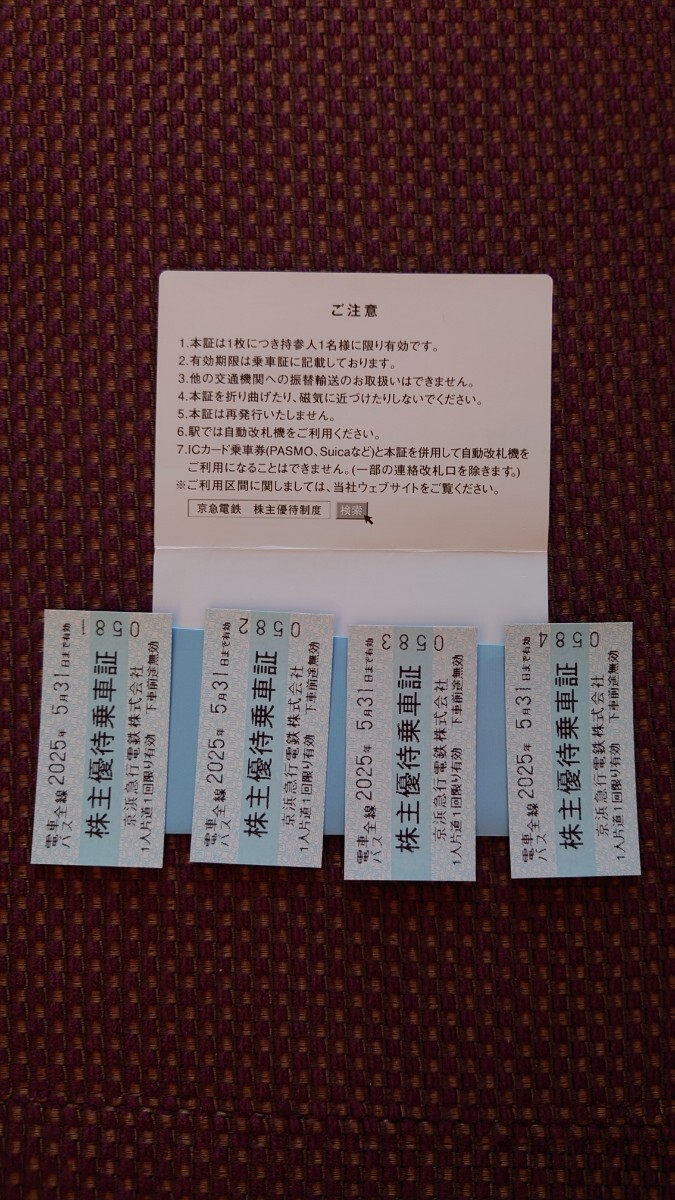 ご注意
1.本証は1枚につき持参人1名様に限り有効です。
2.有効期限は乗車証に記載しております。
3.他の交通機関への振替輸送のお取扱いはできません。
4.本証を折り曲げたり、磁気に近づけたりしないでください。
5.本証は再発行いたしません。
6.駅では自動改札機をご利用ください。
7.ICカード乗車券(PASMO、Suicaなど)と本証を併用して自動改札機を
ご利用になることはできません。(一部の連絡改札口を除きます。)
※ご利用区間に関しましては、当社ウェブサイトをご覧ください。
京急電鉄 株主優待制度 検索
電車全線
バス全線
2025年 5月31日まで有効
株主優待乗車証
0581
京浜急行電鉄株式会社
1人片道1回限り有効 下車前途無効
電車全線
バス全線
2025年 5月31日まで有効
株主優待乗車証
0582
京浜急行電鉄株式会社
1人片道1回限り有効 下車前途無効
電車全線
バス全線
2025年 5月31日まで有効
株主優待乗車証
0583
京浜急行電鉄株式会社
1人片道1回限り有効 下車前途無効
電車全線
バス全線
2025年 5月31日まで有効
株主優待乗車証
0584
京浜急行電鉄株式会社
1人片道1回限り有効 下車前途無効